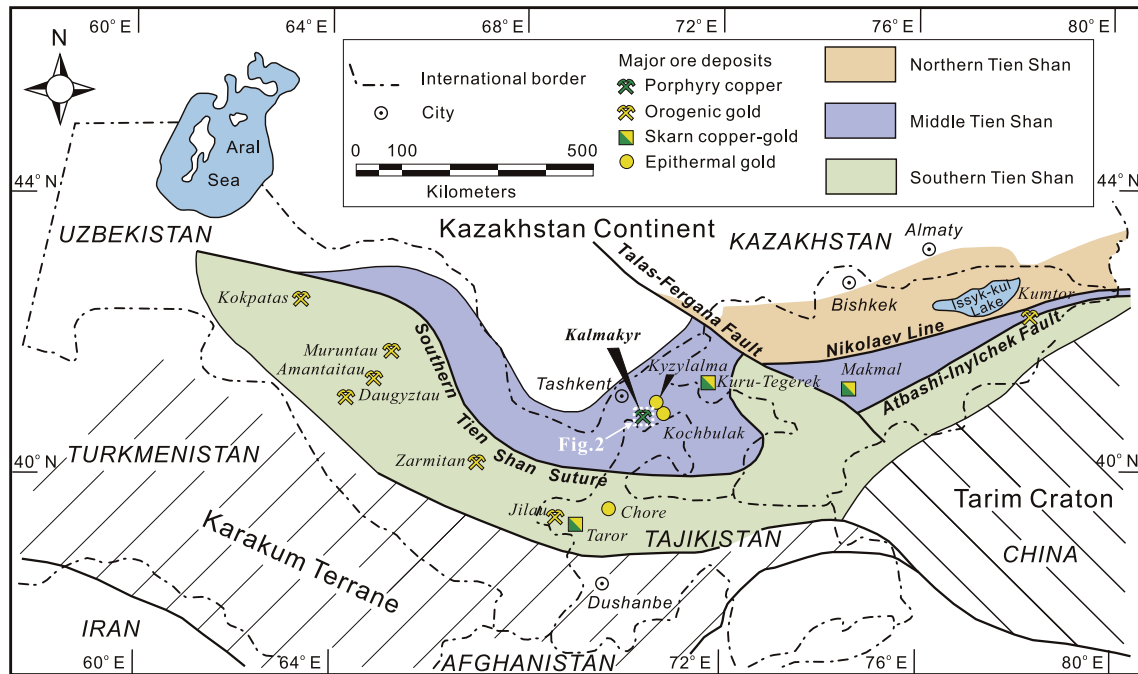 60° E
64° E
68° E
72° E
76° E
80° E
N
International border
City
0 100 500
Kilometers
Major ore deposits
Porphyry copper
Orogenic gold
Skarn copper-gold
Epithermal gold
Northern Tien Shan
Middle Tien Shan
Southern Tien Shan
Aral
Sea
44° N
44° N
UZBEKISTAN
Kazakhstan Continent
KAZAKHSTAN
Almaty
Bishkek
Talas-Fergana Fault
Issyk-kul
Lake
Kumtor
Nikolaev Line
Atbashi-Inylchek Fault
Kokpatas
Muruntau
Amantaitau
Daugyztau
Southern Tien Shan Suture
Kalmakyr
Tashkent
Kyzylalma
Kuru-Tegerek
Makmal
Kochbulak
Fig.2
Zarmitan
40° N
40° N
TURKMENISTAN
Jilau
Taror
Chore
TAJIKISTAN
Tarim Craton
CHINA
Karakum Terrane
Dushanbe
IRAN
AFGHANISTAN
60° E
64° E
72° E
76° E
80° E